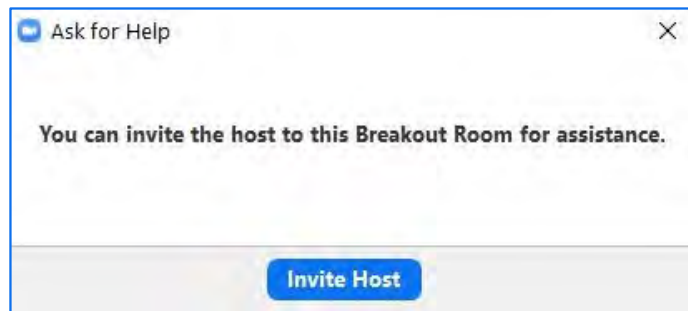 Ask for Help
You can invite the host to this Breakout Room for assistance.
Invite Host